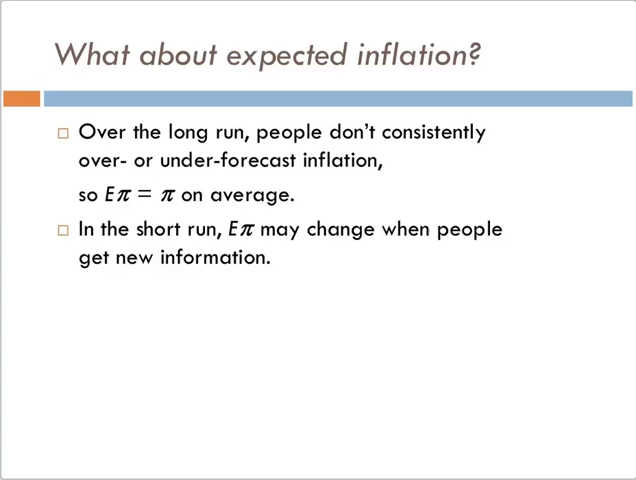 What about expected inflation?
Over the long run, people don't consistently
over- or under-forecast inflation,
so Eπ = π on average.
In the short run, Eπ may change when people
get new information.